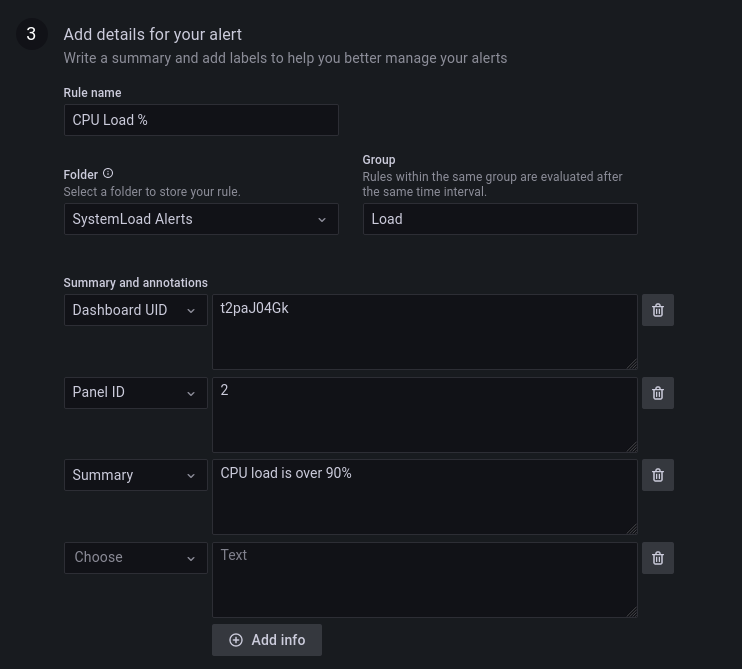 3
Add details for your alert
Write a summary and add labels to help you better manage your alerts
Rule name
CPU Load %
Folder
Select a folder to store your rule.
SystemLoad Alerts
Group
Rules within the same group are evaluated after
the same time interval.
Load
Summary and annotations
Dashboard UID
t2paJ04Gk
Panel ID
2
Summary
CPU load is over 90%
Choose
Text
Add info